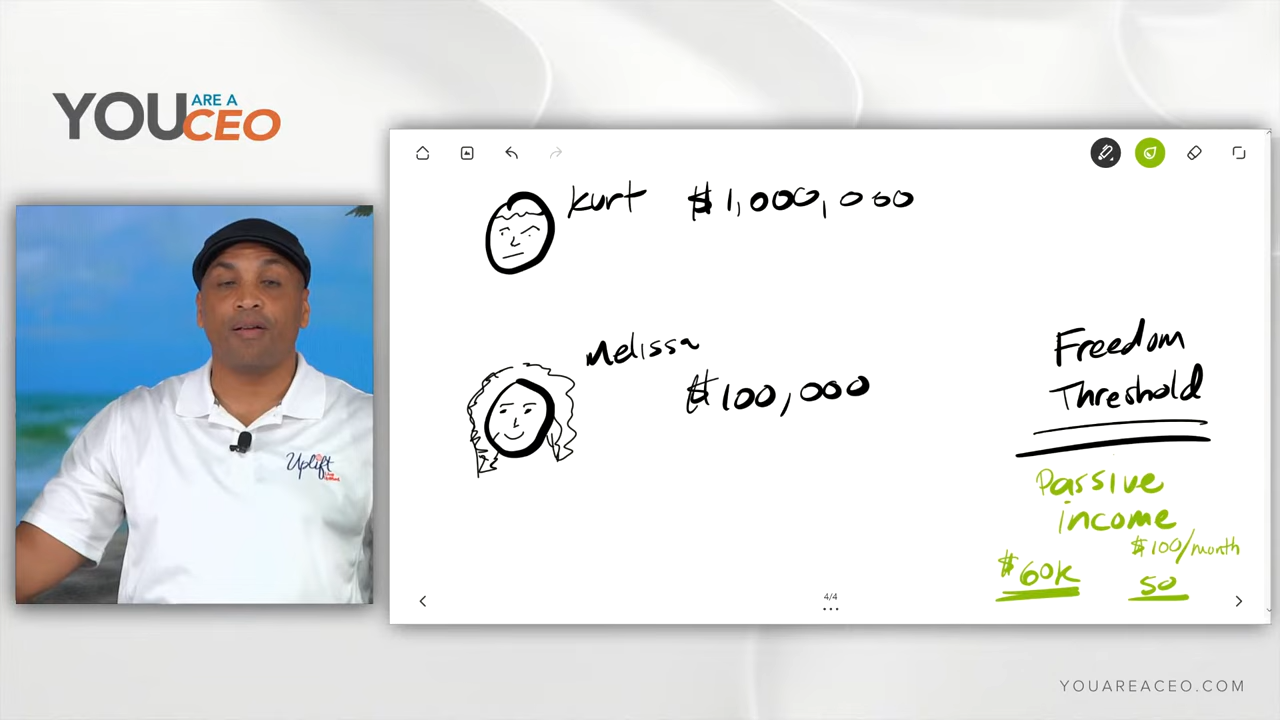 YOU ARE A CEO
Kurt $1,000,000
Melissa
$100,000
Freedom
Threshold
Passive
income
$100/month
$60K 50
Uplift
4/4
YOUAREACEO.COM